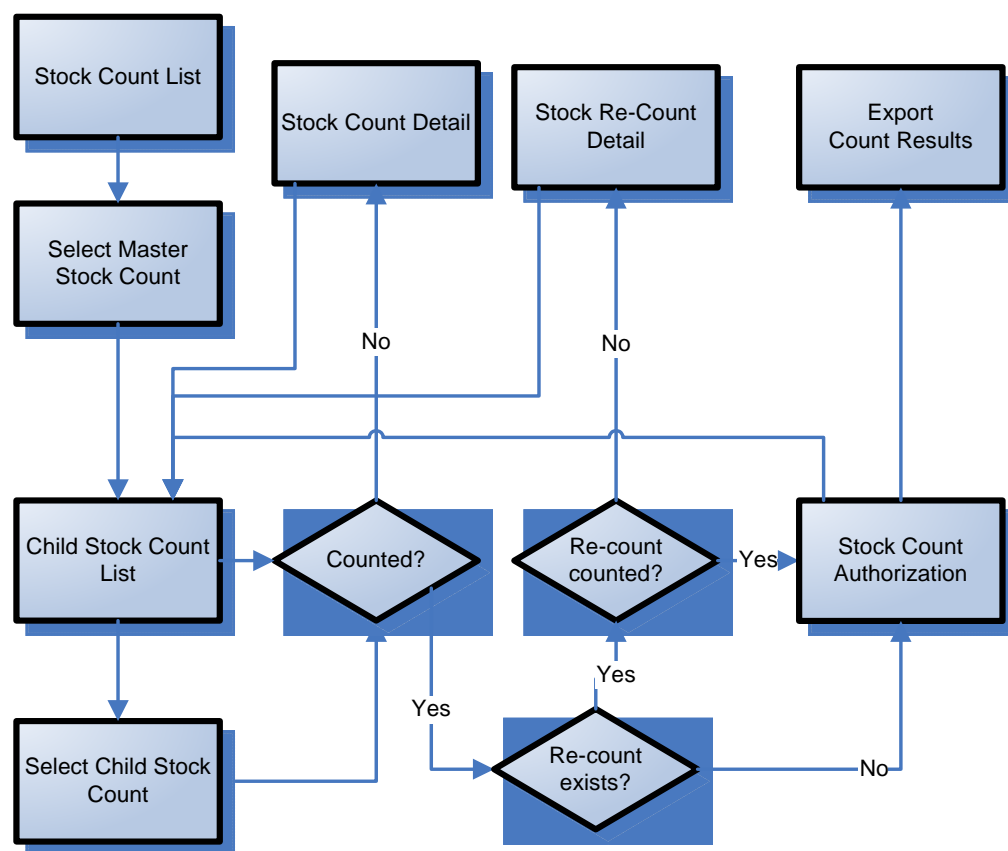 Stock Count List
Stock Count Detail
Stock Re-Count
Detail
Export
Count Results
Select Master
Stock Count
No
No
Child Stock Count
List
Counted?
Re-count
counted?
Yes
Stock Count
Authorization
Yes
Yes
Select Child Stock
Count
Re-count
exists?
No